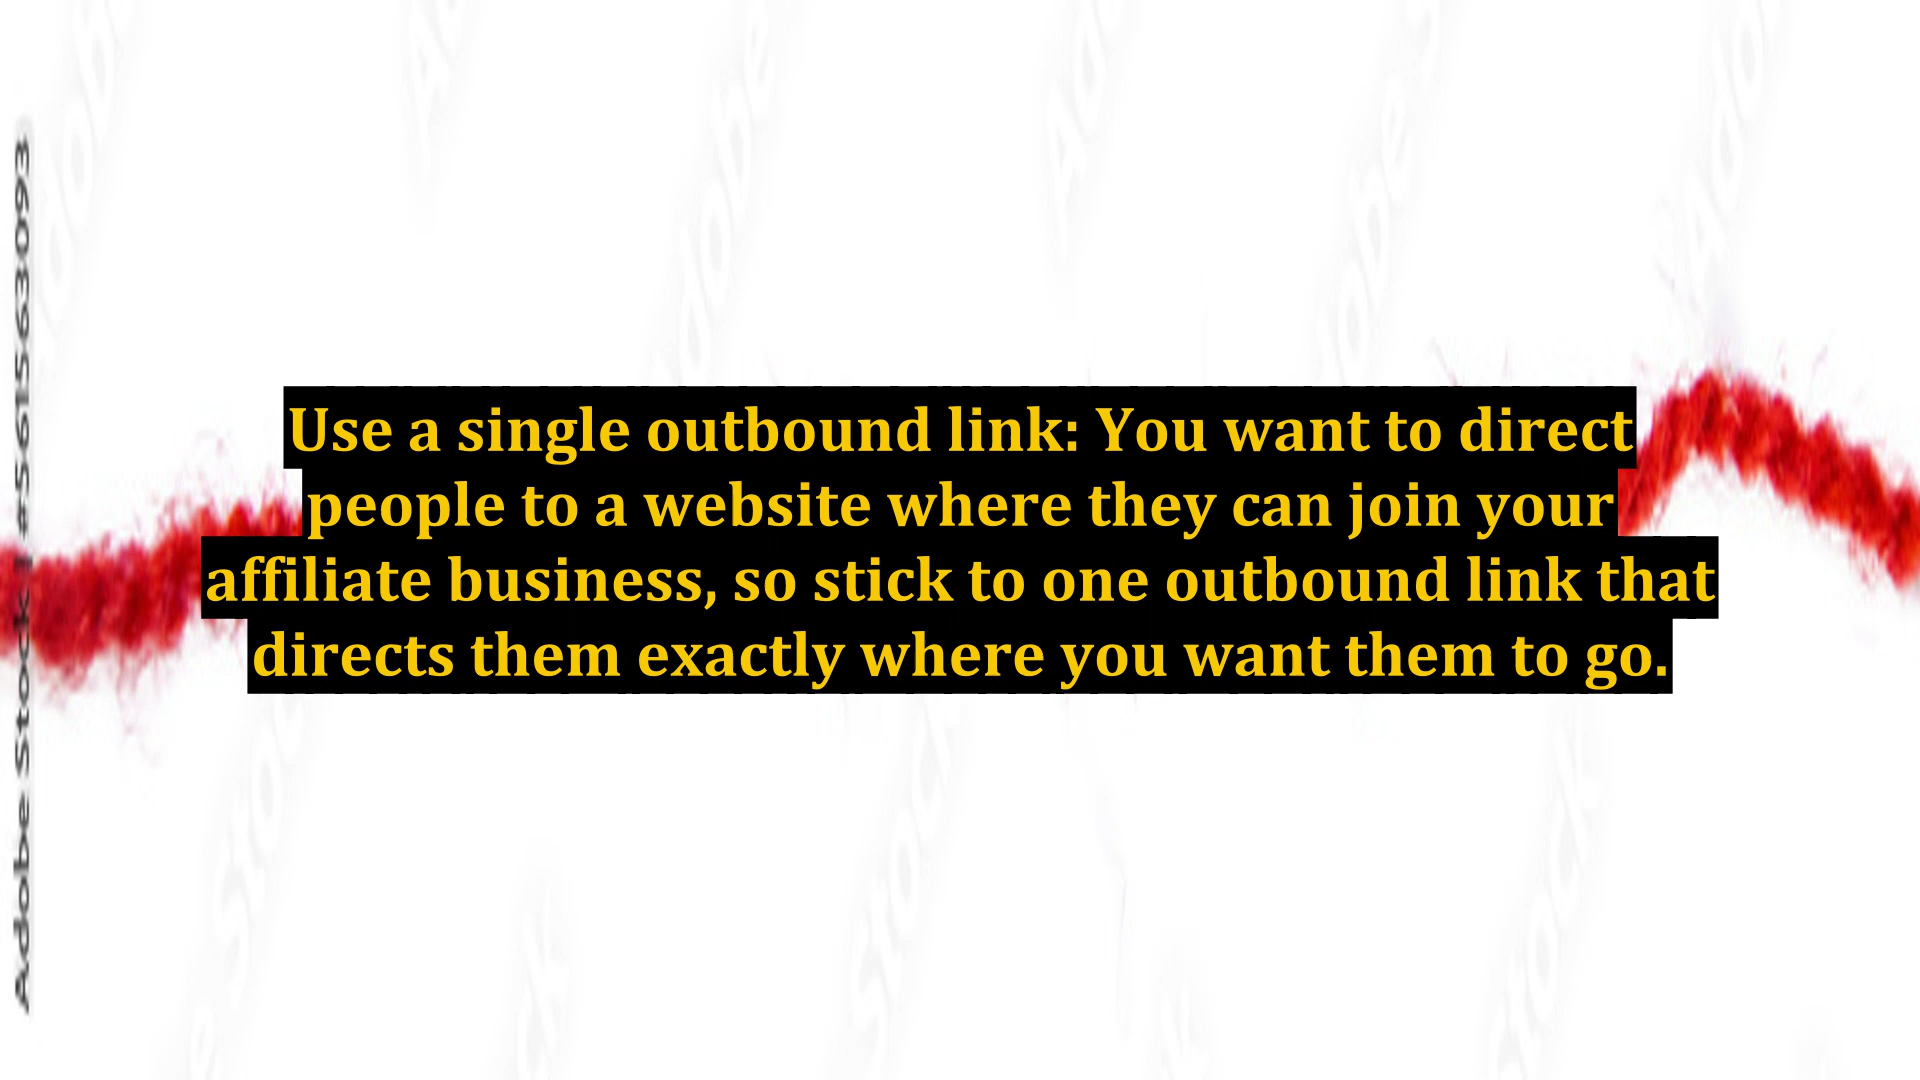 Use a single outbound link: You want to direct
people to a website where they can join your
affiliate business, so stick to one outbound link that
directs them exactly where you want them to go.
Adobe Stock | #561563093